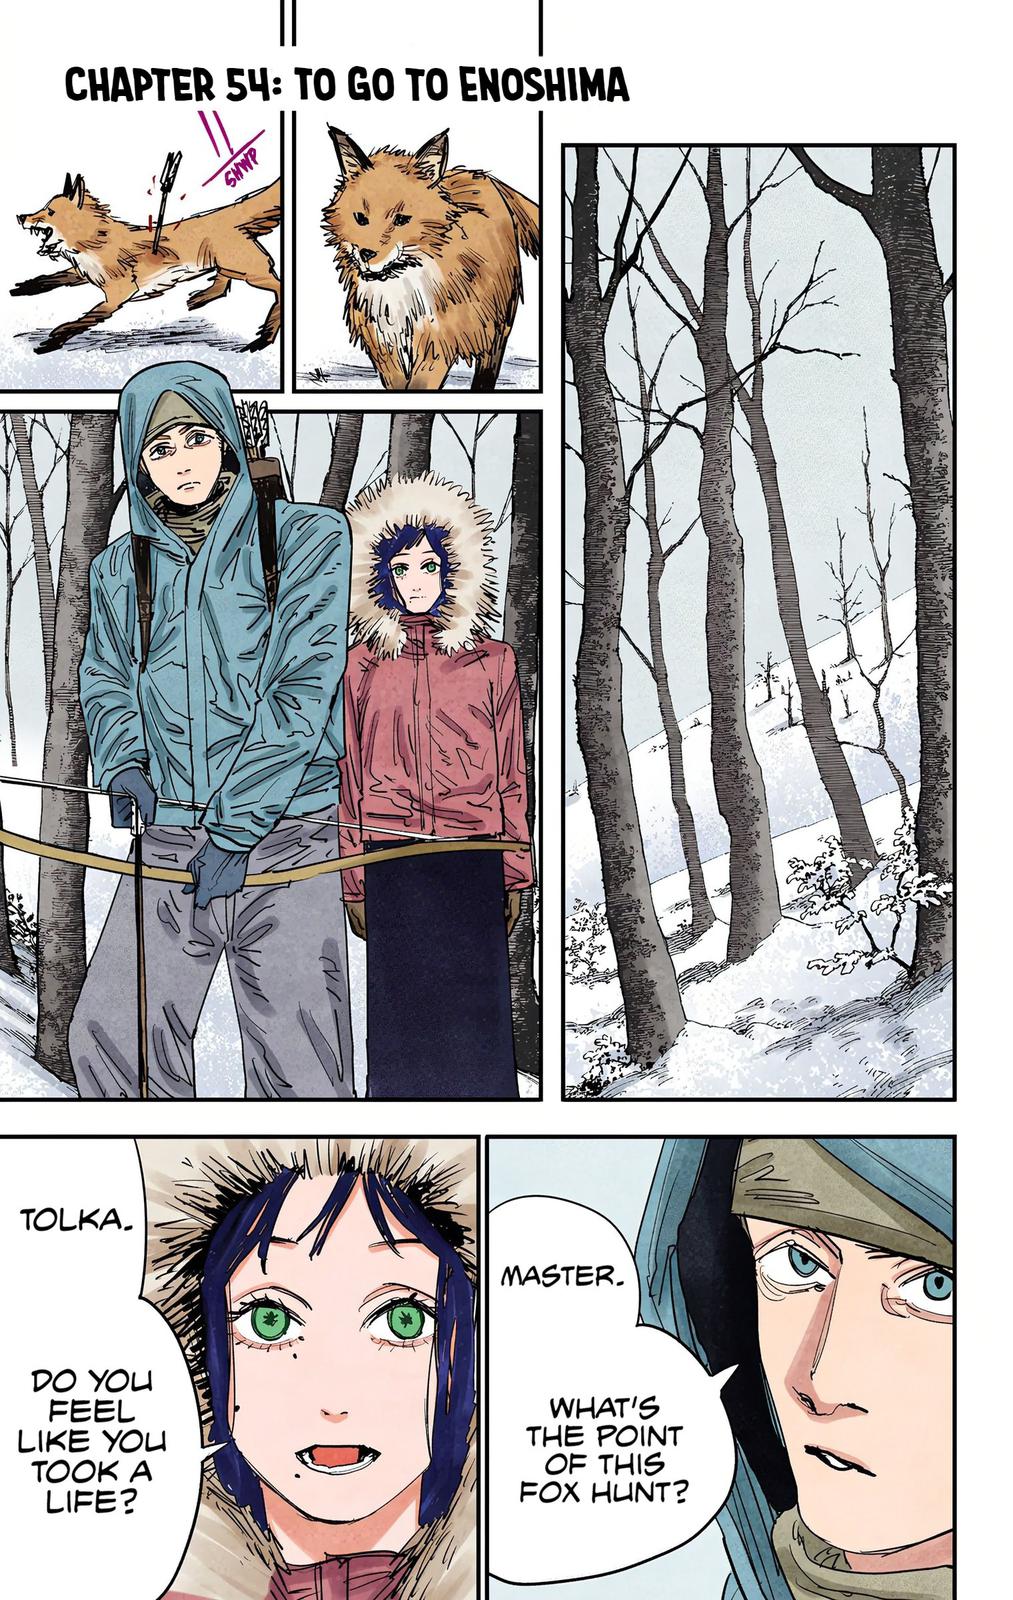 CHAPTER 54: TO GO TO ENOSHIMA
SHWP
MASTER.
WHAT'S
THE POINT
OF THIS
FOX HUNT?
TOLKA.
DO YOU
FEEL
LIKE YOU
TOOK A
LIFE?